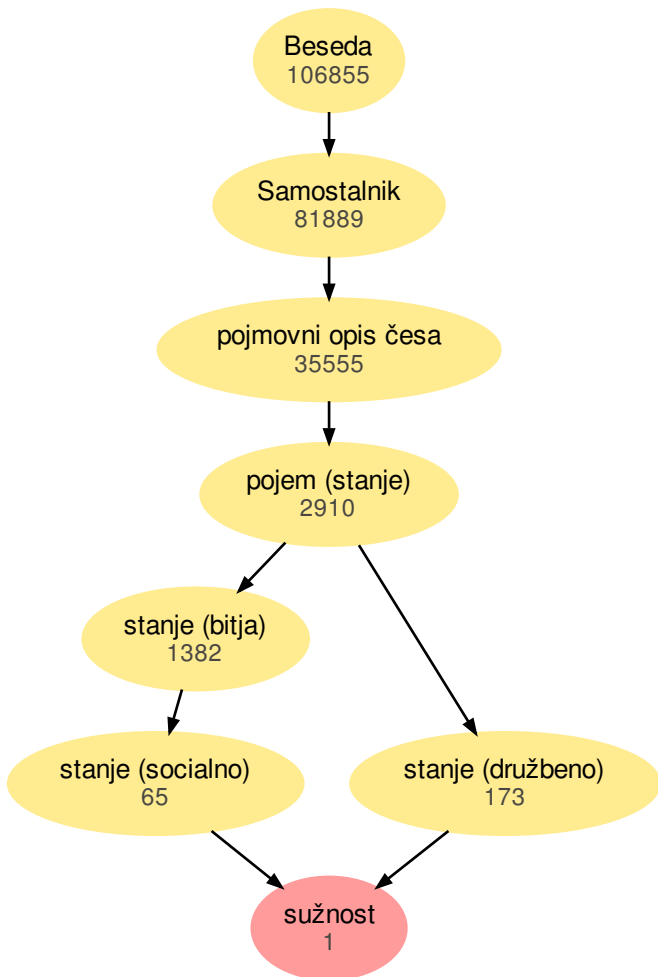 Beseda
106855
Samostalnik
81889
pojmovni opis česa
35555
pojem (stanje)
2910
stanje (bitja)
1382
stanje (socialno)
65
stanje (družbeno)
173
sužnost
1